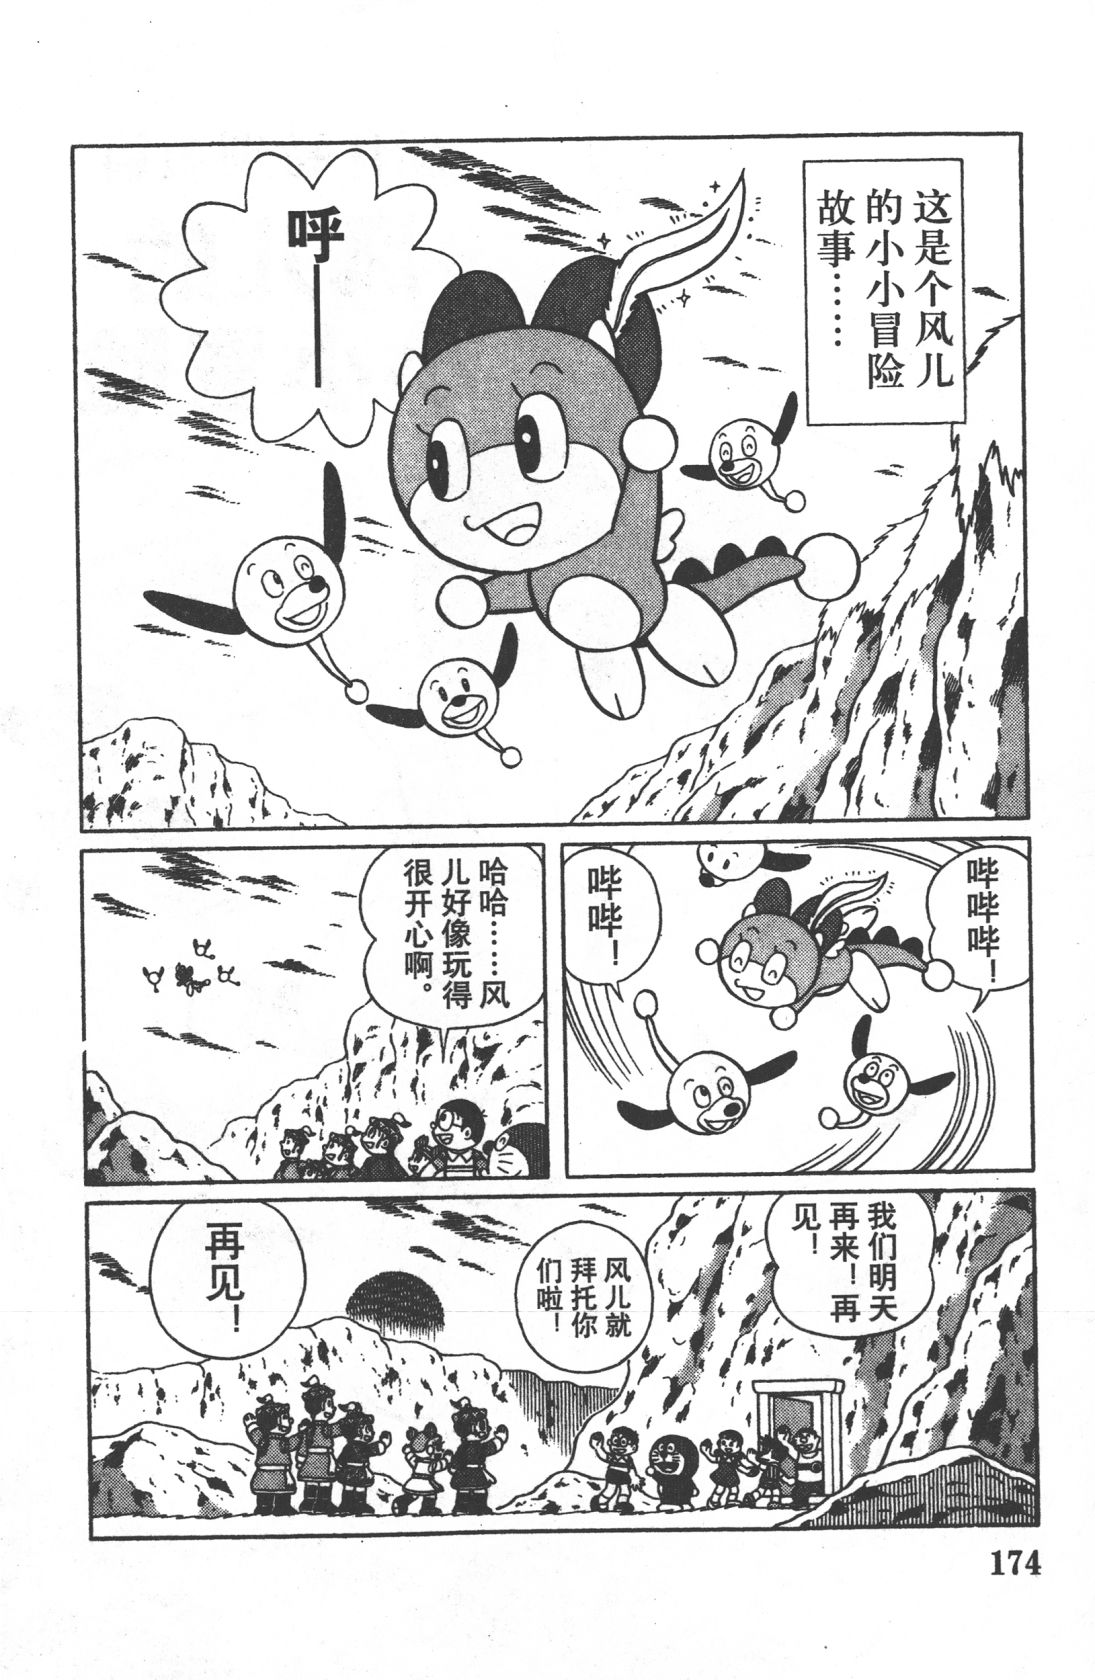 这是个风儿
的小小冒险
故事……
呼——
哔哔哔！
哔哔！
哈哈……风
儿好像玩得
很开心啊。
我们明天
再来！再
见！
风儿就
拜托你
们啦！
再见！
174